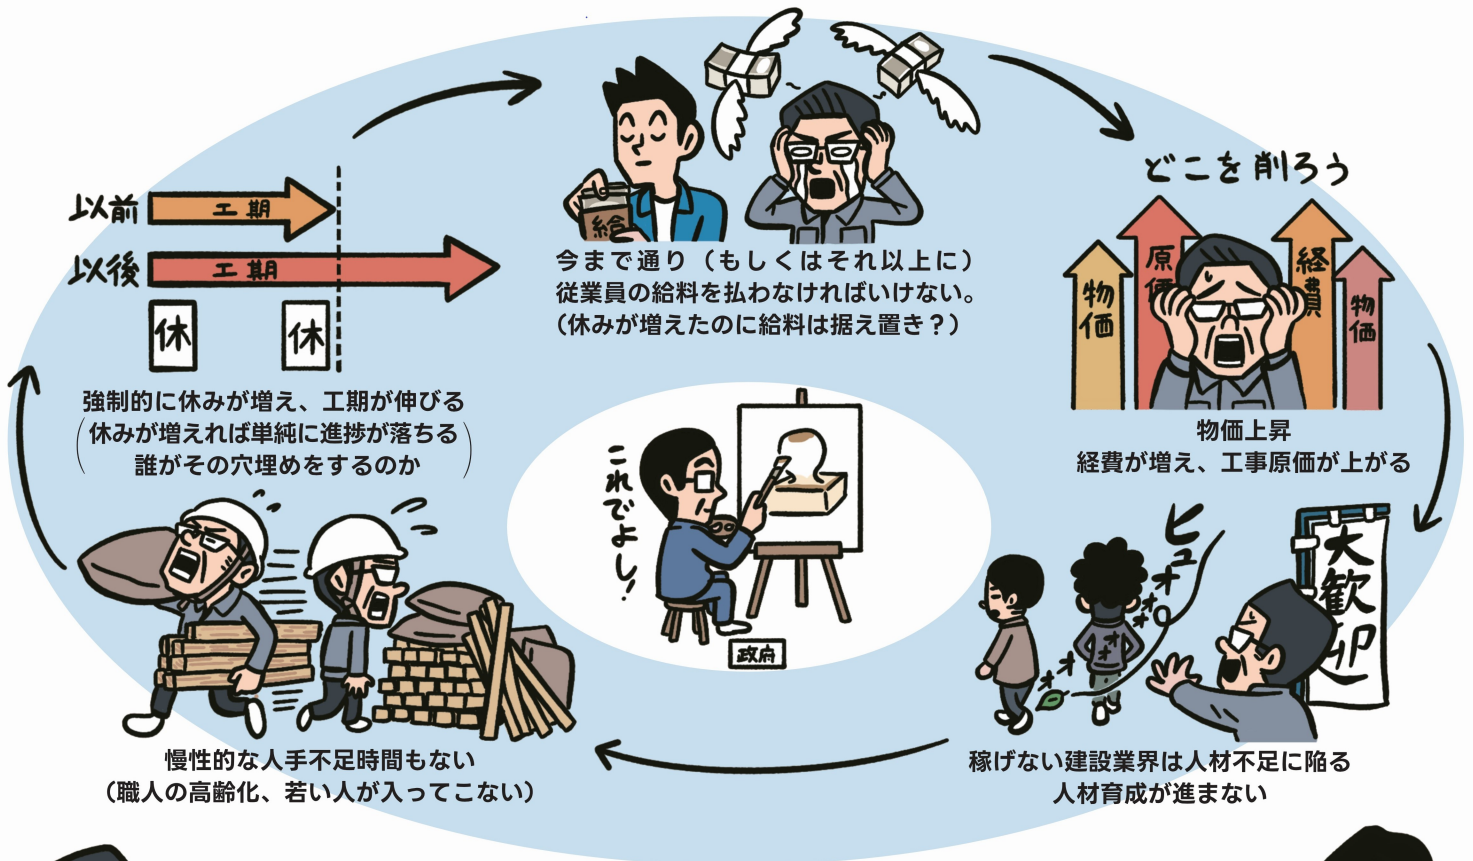 以前
工期
以後
工期
休
休
強制的に休みが増え、工期が伸びる
(休みが増えれば単純に進捗が落ちる
誰がその穴埋めをするのか)
給
今まで通り（もしくはそれ以上に）
従業員の給料を払わなければいけない。
（休みが増えたのに給料は据え置き？）
どこを削ろう
物価
原価
経費
物価
物価上昇
経費が増え、工事原価が上がる
これでよし！
政府
ヒュオオオオオオ
大歓迎
稼げない建設業界は人材不足に陥る
人材育成が進まない
慢性的な人手不足時間もない
（職人の高齢化、若い人が入ってこない）